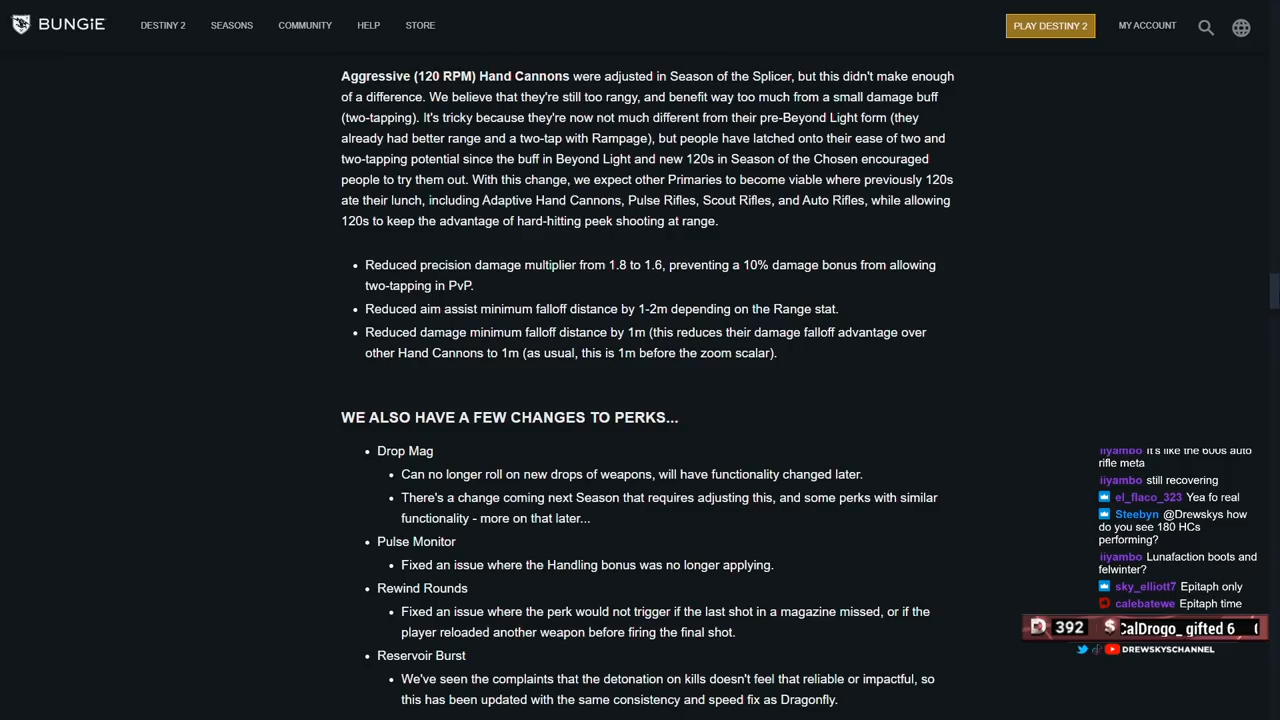 BUNGiE
DESTINY 2
SEASONS
COMMUNITY
HELP
STORE
PLAY DESTINY 2
MY ACCOUNT
Aggressive (120 RPM) Hand Cannons were adjusted in Season of the Splicer, but this didn't make enough
of a difference. We believe that they're still too rangy, and benefit way too much from a small damage buff
(two-tapping). It's tricky because they're now not much different from their pre-Beyond Light form (they
already had better range and a two-tap with Rampage), but people have latched onto their ease of two and
two-tapping potential since the buff in Beyond Light and new 120s in Season of the Chosen encouraged
people to try them out. With this change, we expect other Primaries to become viable where previously 120s
ate their lunch, including Adaptive Hand Cannons, Pulse Rifles, Scout Rifles, and Auto Rifles, while allowing
120s to keep the advantage of hard-hitting peek shooting at range.
• Reduced precision damage multiplier from 1.8 to 1.6, preventing a 10% damage bonus from allowing
two-tapping in PvP.
• Reduced aim assist minimum falloff distance by 1-2m depending on the Range stat.
• Reduced damage minimum falloff distance by 1m (this reduces their damage falloff advantage over
other Hand Cannons to 1m (as usual, this is 1m before the zoom scalar).
WE ALSO HAVE A FEW CHANGES TO PERKS...
• Drop Mag
• Can no longer roll on new drops of weapons, will have functionality changed later.
• There's a change coming next Season that requires adjusting this, and some perks with similar
functionality - more on that later...
• Pulse Monitor
• Fixed an issue where the Handling bonus was no longer applying.
• Rewind Rounds
• Fixed an issue where the perk would not trigger if the last shot in a magazine missed, or if the
player reloaded another weapon before firing the final shot.
• Reservoir Burst
• We've seen the complaints that the detonation on kills doesn't feel that reliable or impactful, so
this has been updated with the same consistency and speed fix as Dragonfly.
iiyambo It's like the 600s auto
rifle meta
iiyambo still recovering
el_flaco_323 Yea fo real
Steebyn @Drewskys how
do you see 180 HCs
performing?
iiyambo Lunafaction boots and
felwinter?
sky_elliott7 Epitaph only
calebatewe Epitaph time
392
CalDrogo_ gifted 6
DREWSKYSCHANNEL